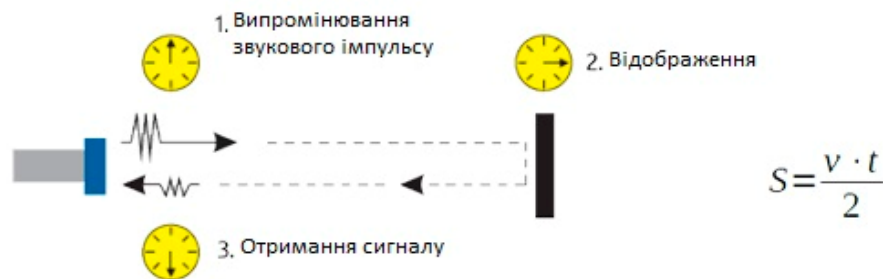 1. Випромінювання
звукового імпульсу
2. Відображення
S=v · t/2
3. Отримання сигналу